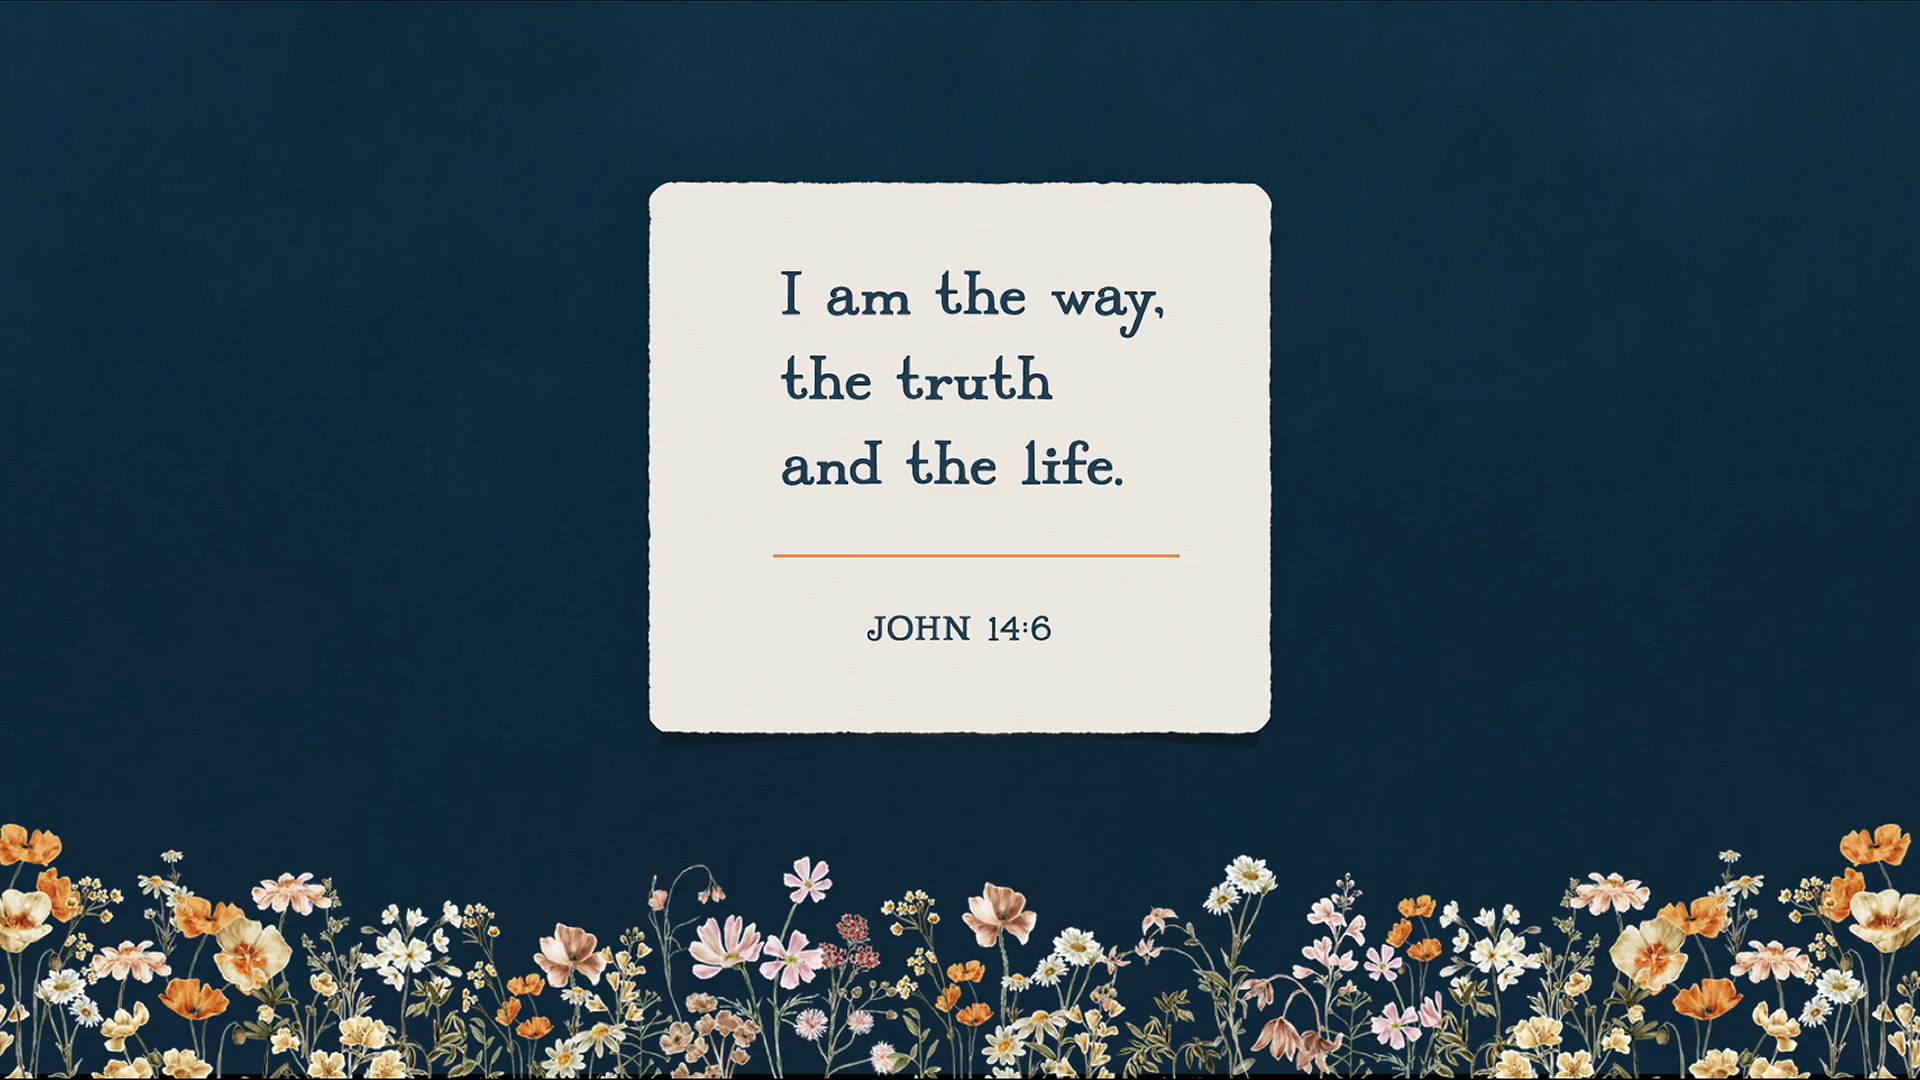 I am the way,
the truth
and the life.
JOHN 14:6